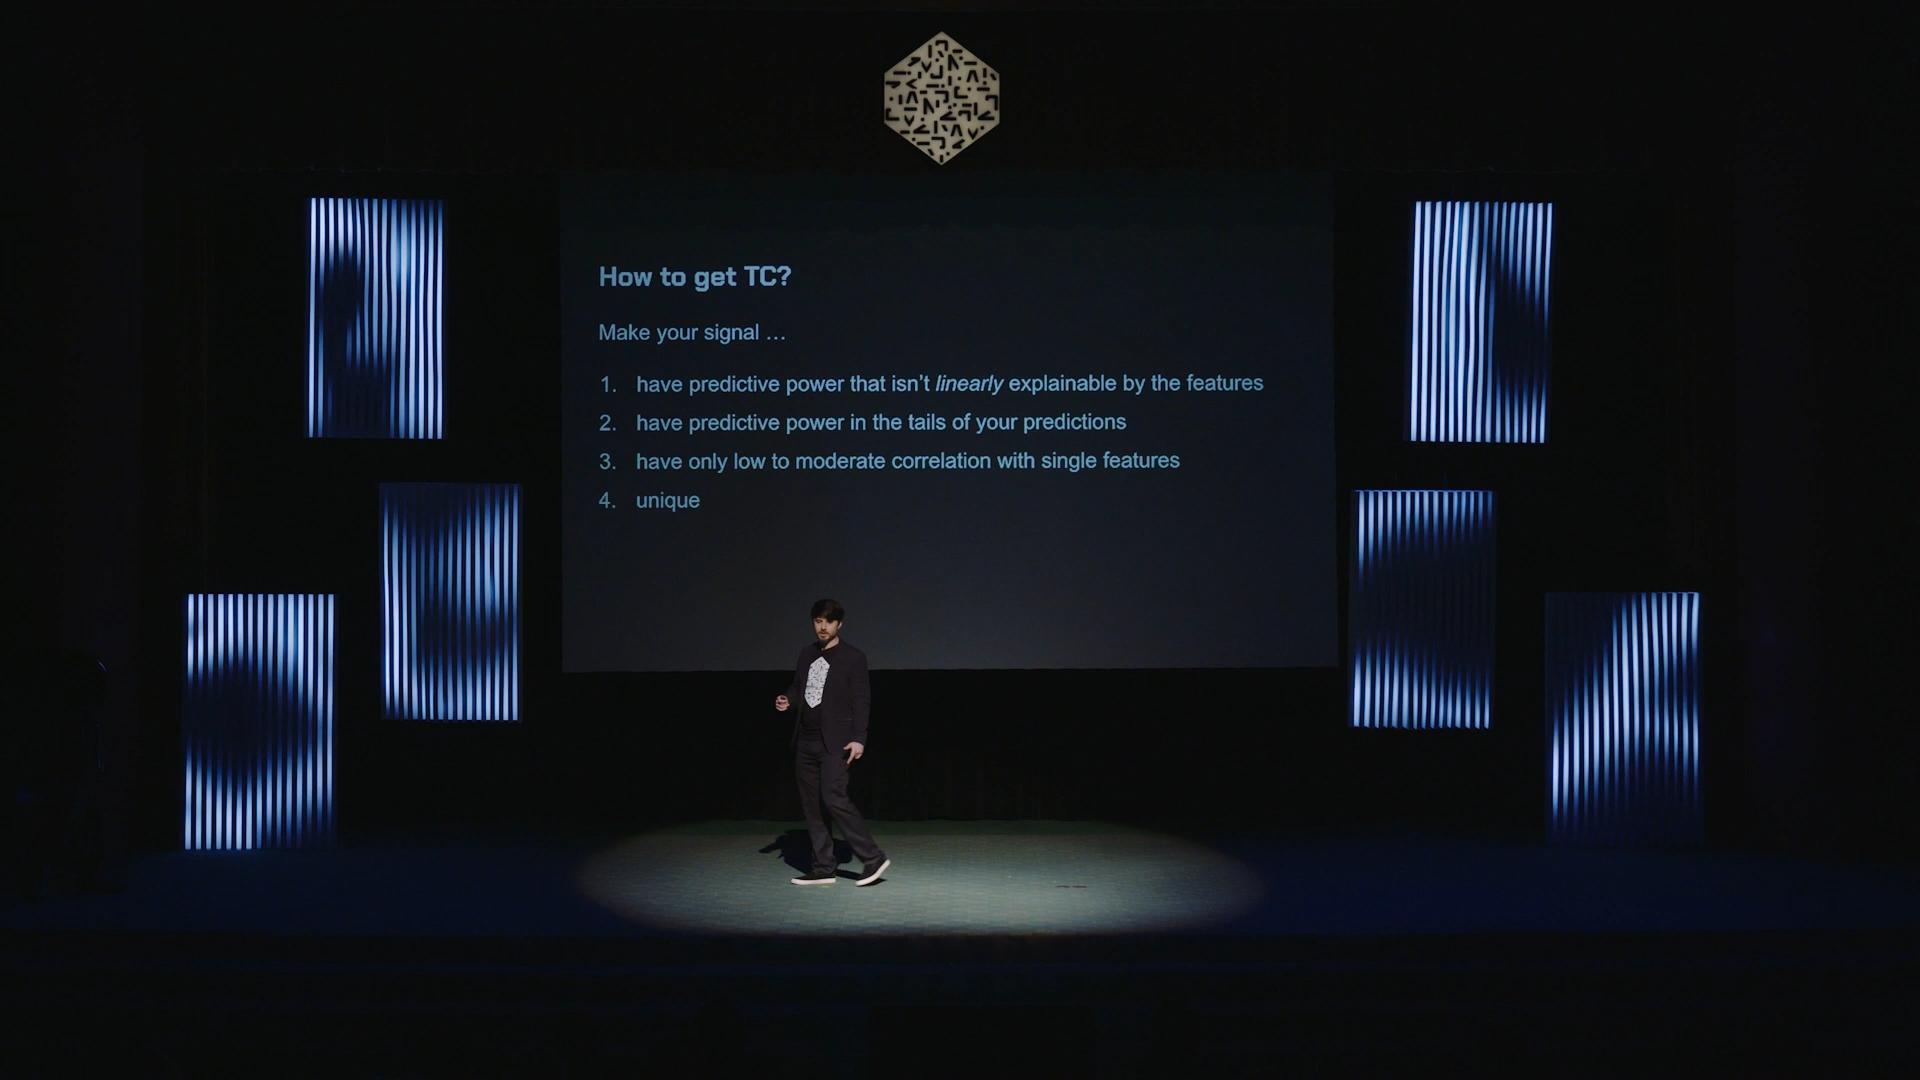 How to get TC?
Make your signal …
1. have predictive power that isn’t linearly explainable by the features
2. have predictive power in the tails of your predictions
3. have only low to moderate correlation with single features
4. unique